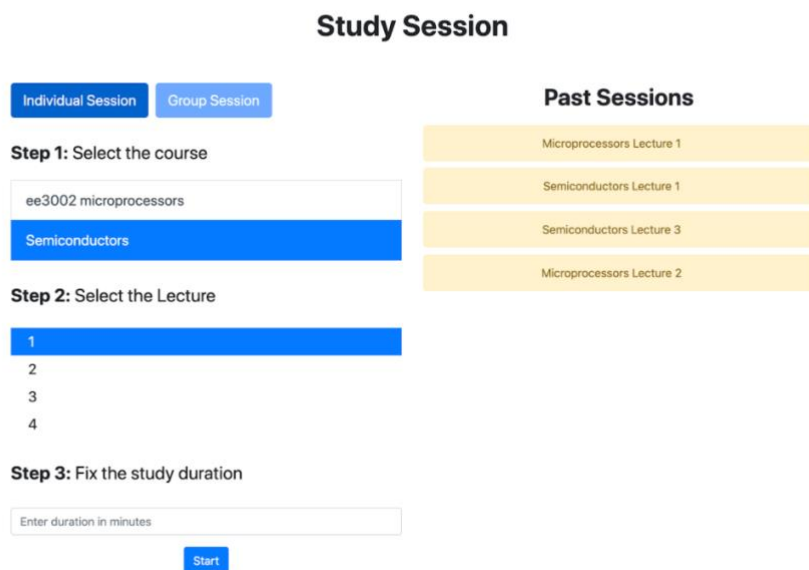 Study Session
Individual Session
Group Session
Step 1: Select the course
ee3002 microprocessors
Semiconductors
Step 2: Select the Lecture
1
2
3
4
Step 3: Fix the study duration
Enter duration in minutes
Start
Past Sessions
Microprocessors Lecture 1
Semiconductors Lecture 1
Semiconductors Lecture 3
Microprocessors Lecture 2